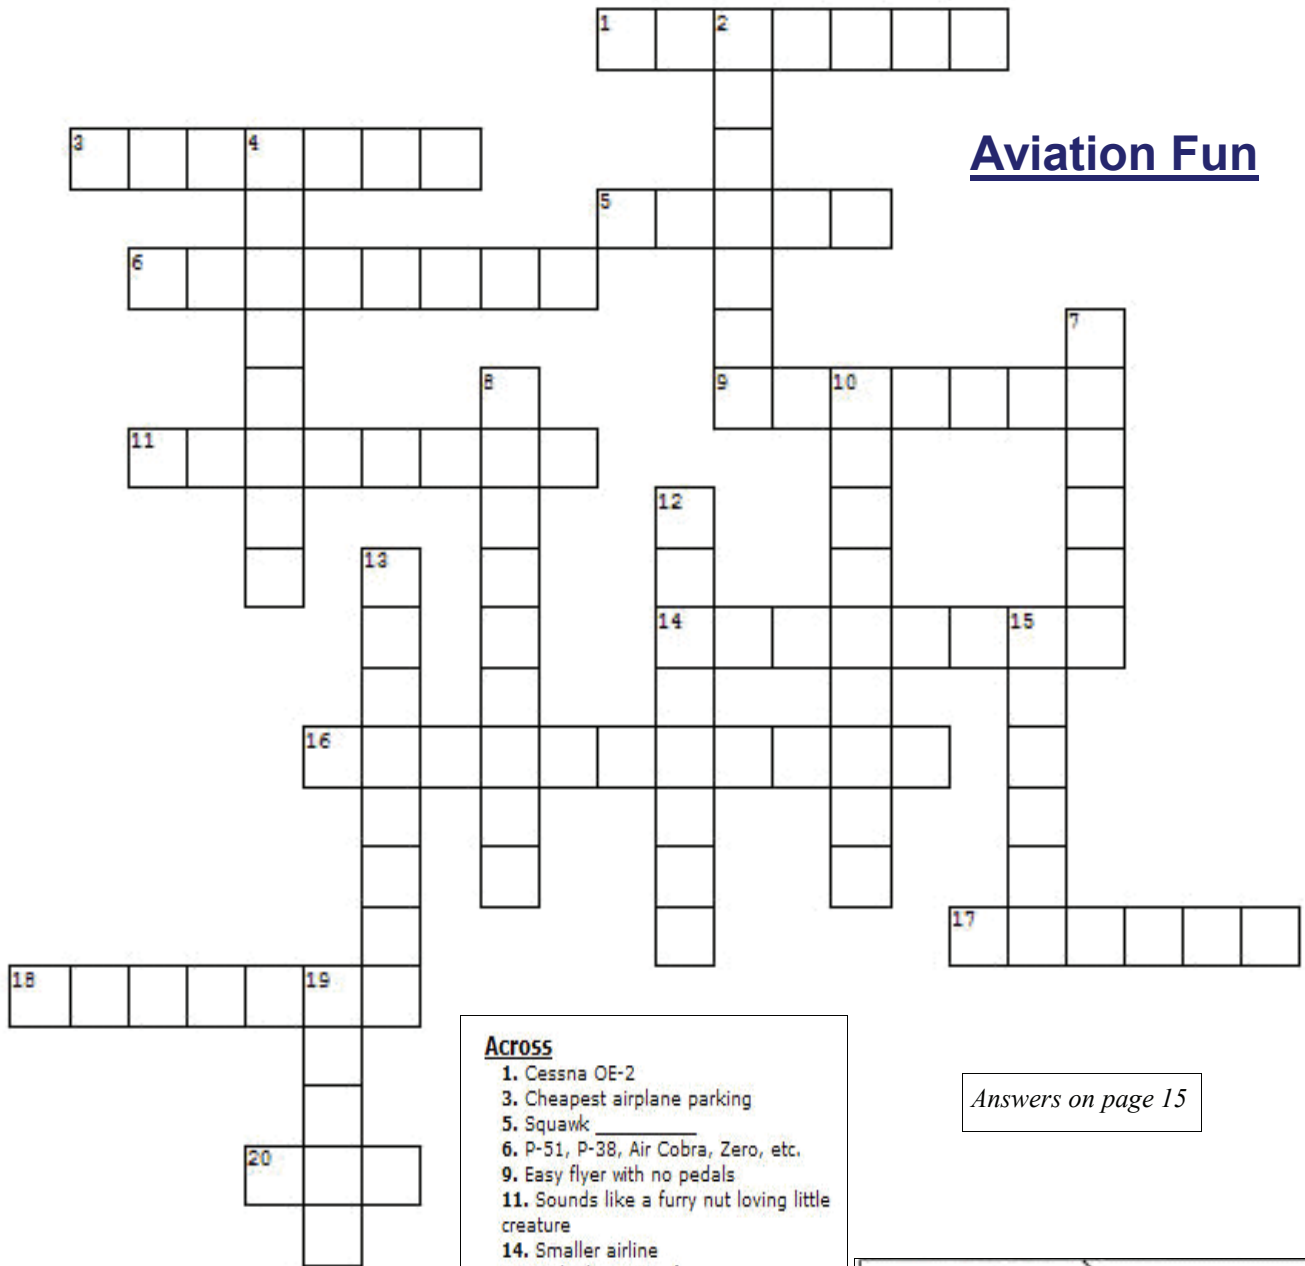 1 2
3 4
Aviation Fun
5
6
7
8 9 10
11
12
13
14 15
16
17
18 19
Across
1. Cessna OE-2
3. Cheapest airplane parking
5. Squawk __________
6. P-51, P-38, Air Cobra, Zero, etc.
9. Easy flyer with no pedals
11. Sounds like a furry nut loving little
creature
14. Smaller airline
Answers on page 15
20